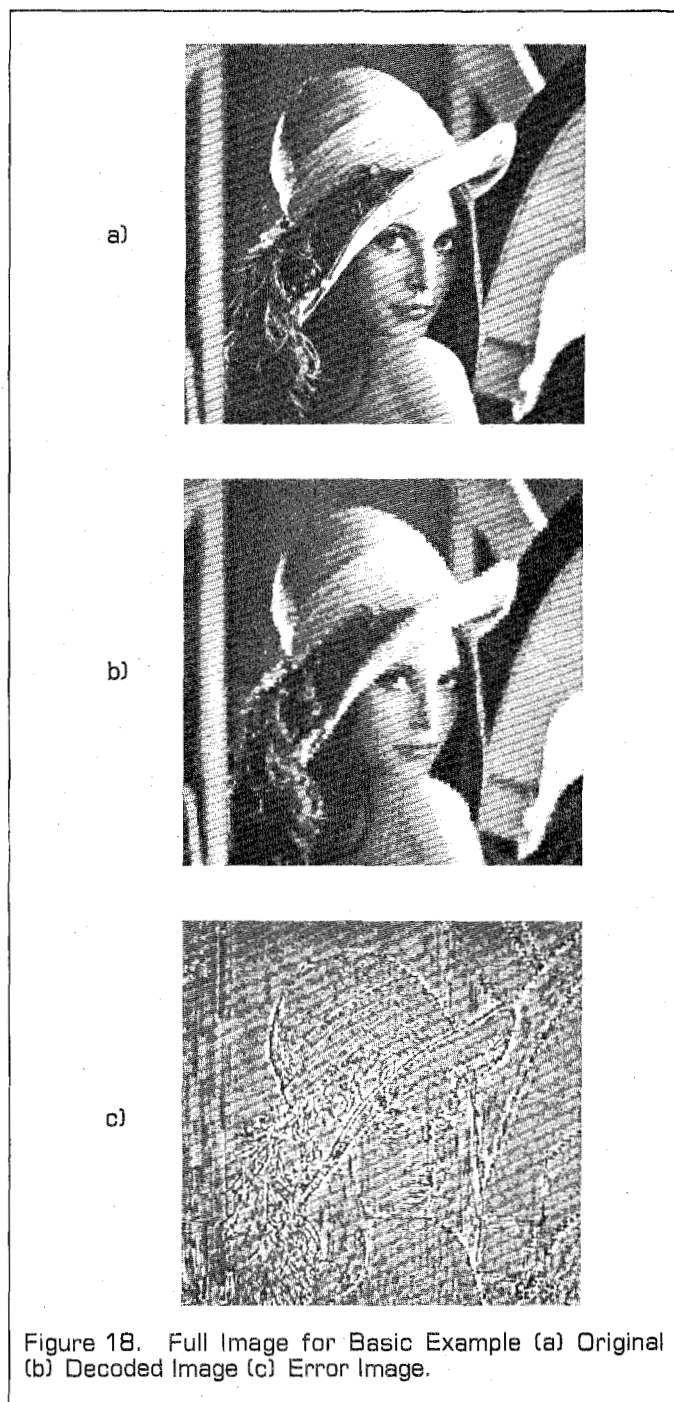 a)
b)
c)
Figure 18. Full Image for Basic Example (a) Original
(b) Decoded Image (c) Error Image.